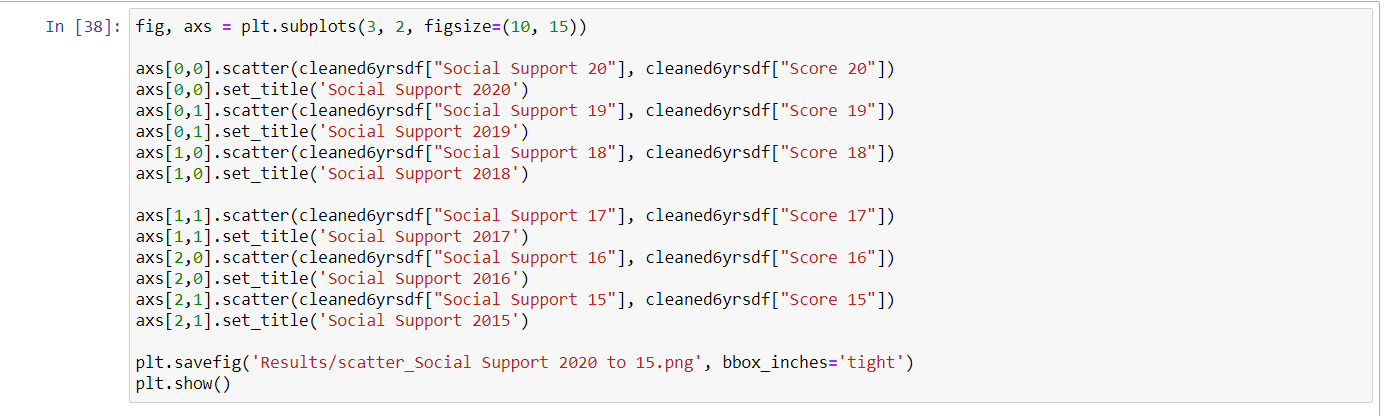 In [38]: fig, axs = plt.subplots(3, 2, figsize=(10, 15))
axs[0,0].scatter(cleaned6yrsdf["Social Support 20"], cleaned6yrsdf["Score 20"])
axs[0,0].set_title('Social Support 2020')
axs[0,1].scatter(cleaned6yrsdf["Social Support 19"], cleaned6yrsdf["Score 19"])
axs[0,1].set_title('Social Support 2019')
axs[1,0].scatter(cleaned6yrsdf["Social Support 18"], cleaned6yrsdf["Score 18"])
axs[1,0].set_title('Social Support 2018')
axs[1,1].scatter(cleaned6yrsdf["Social Support 17"], cleaned6yrsdf["Score 17"])
axs[1,1].set_title('Social Support 2017')
axs[2,0].scatter(cleaned6yrsdf["Social Support 16"], cleaned6yrsdf["Score 16"])
axs[2,0].set_title('Social Support 2016')
axs[2,1].scatter(cleaned6yrsdf["Social Support 15"], cleaned6yrsdf["Score 15"])
axs[2,1].set_title('Social Support 2015')
plt.savefig('Results/scatter_Social Support 2020 to 15.png', bbox_inches='tight')
plt.show()